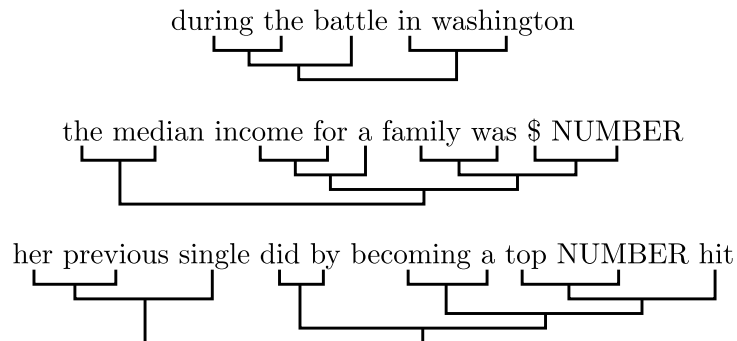 during the battle in washington
the median income for a family was $ NUMBER
her previous single did by becoming a top NUMBER hit